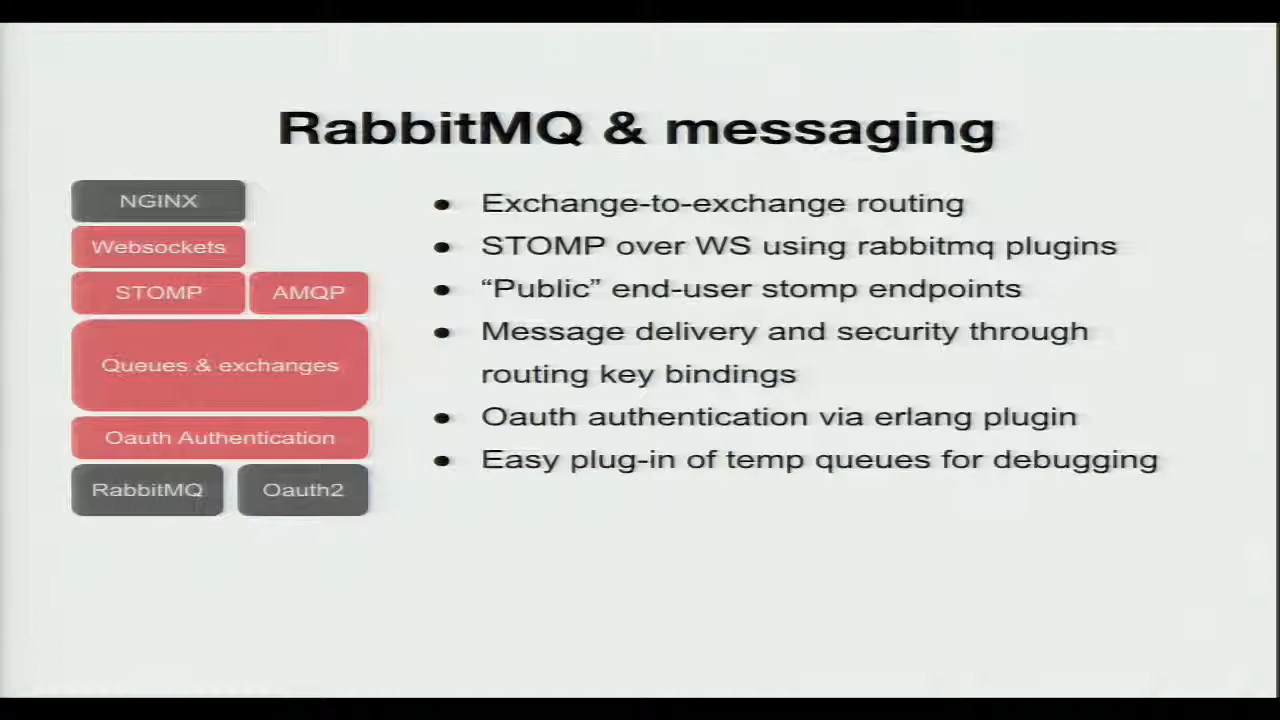 RabbitMQ & messaging
NGINX
Websockets
STOMP
AMQP
Queues & exchanges
Oauth Authentication
RabbitMQ
Oauth2
● Exchange-to-exchange routing
● STOMP over WS using rabbitmq plugins
● “Public” end-user stomp endpoints
● Message delivery and security through
routing key bindings
● Oauth authentication via erlang plugin
● Easy plug-in of temp queues for debugging